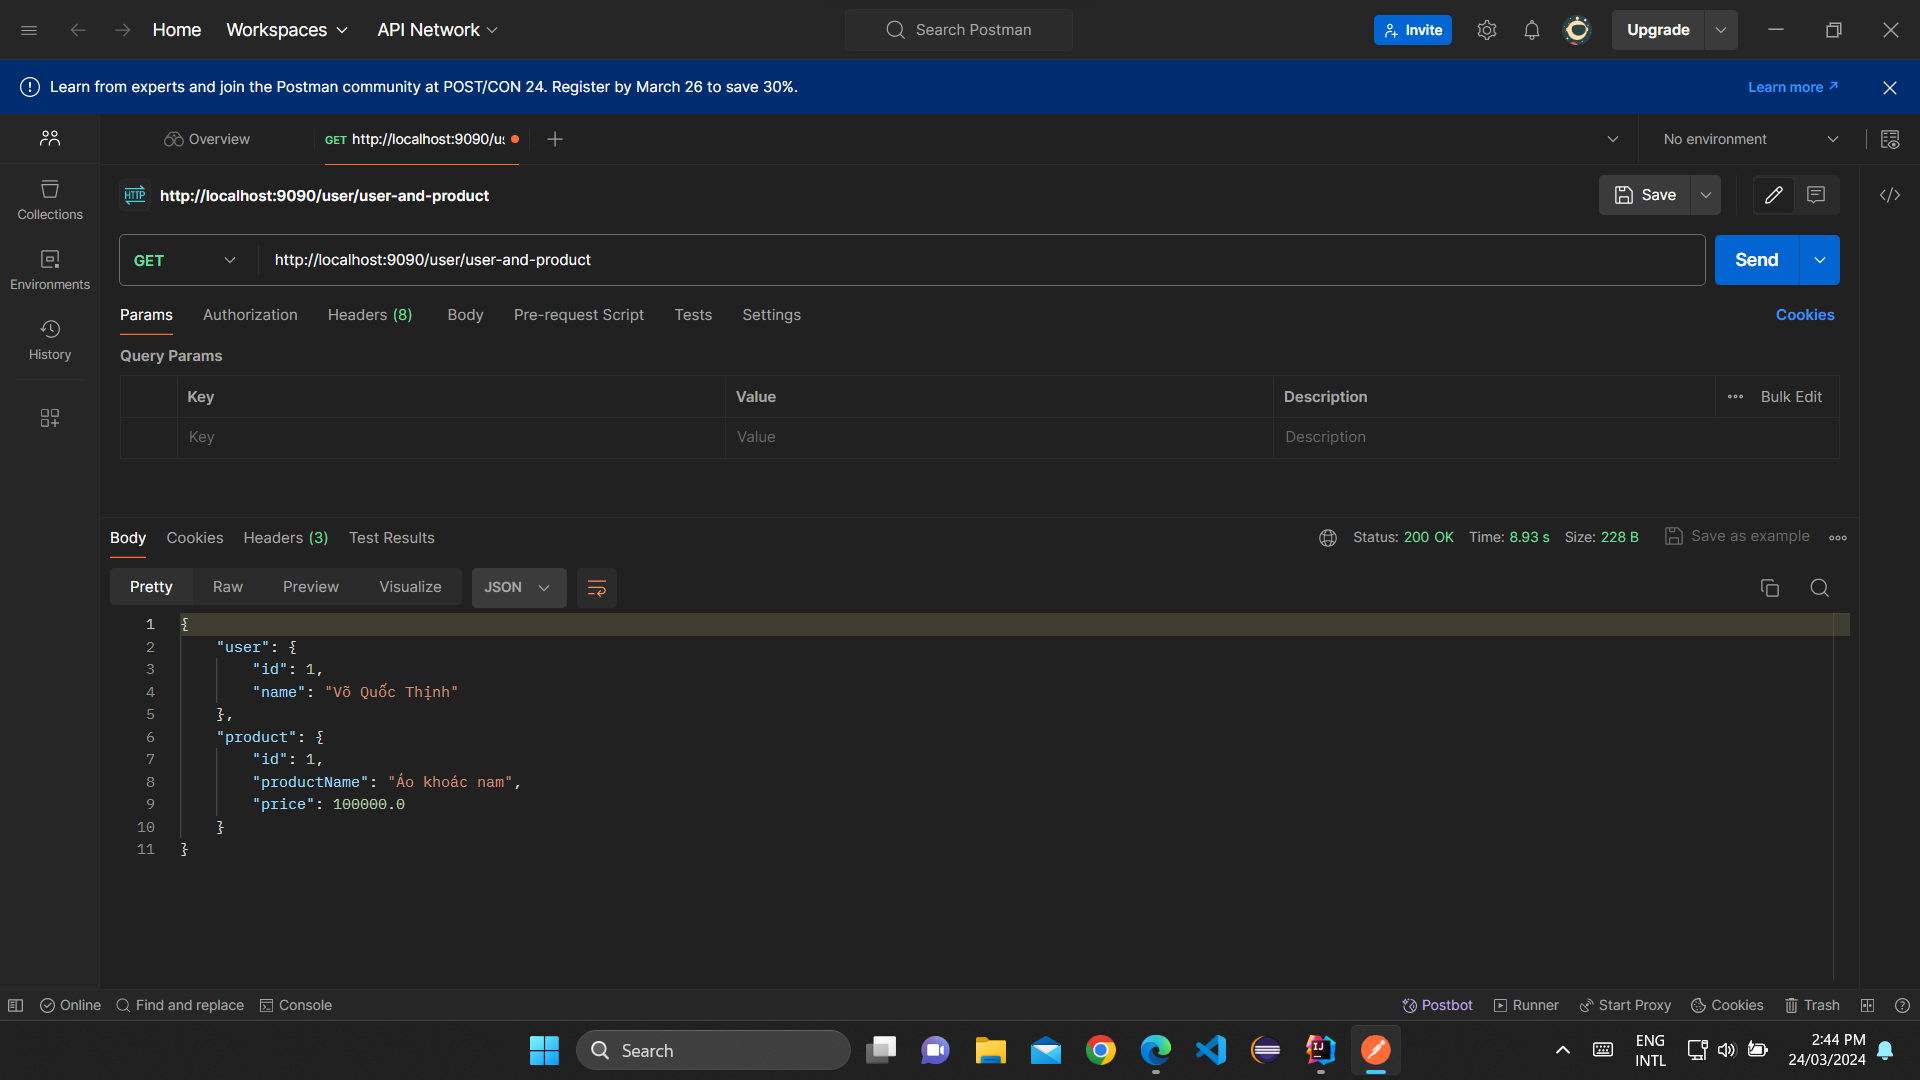 Home Workspaces API Network Search Postman Invite Upgrade
Learn from experts and join the Postman community at POST/CON 24. Register by March 26 to save 30%. Learn more
Overview GET http://localhost:9090/us No environment
HTTP http://localhost:9090/user/user-and-product Save
Collections
GET http://localhost:9090/user/user-and-product Send
Environments
Params Authorization Headers (8) Body Pre-request Script Tests Settings Cookies
History
Query Params
Key Value Description Bulk Edit
Key Value Description
Body Cookies Headers (3) Test Results Status: 200 OK Time: 8.93 s Size: 228 B Save as example
Pretty Raw Preview Visualize JSON
1 {
2 "user": {
3 "id": 1,
4 "name": "Võ Quốc Thịnh"
5 },
6 "product": {
7 "id": 1,
8 "productName": "Áo khoác nam",
9 "price": 100000.0
10 }
11 }
Online Find and replace Console Postbot Runner Start Proxy Cookies Trash
Search ENG INTL 2:44 PM
24/03/2024